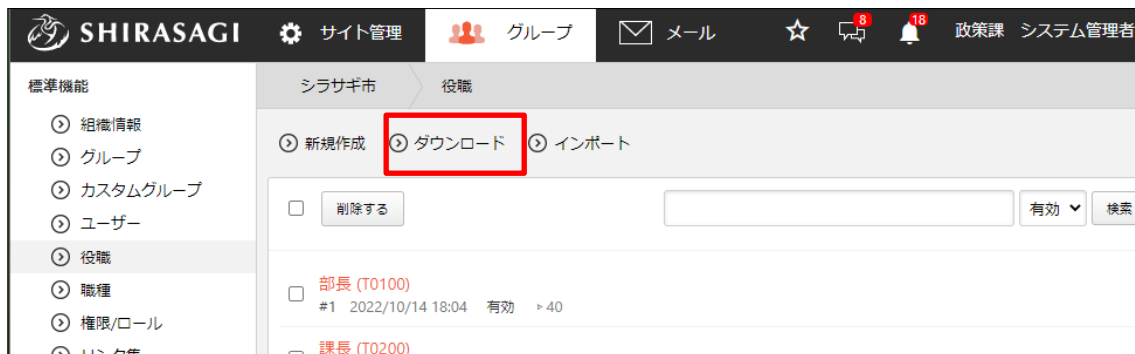 SHIRASAGI サイト管理 グループ メール 8 18 政策課 システム管理者
標準機能
組織情報
グループ
カスタムグループ
ユーザー
役職
職種
権限/ロール
シラサギ市 役職
新規作成 ダウンロード インポート
削除する 有効 検索
部長 (T0100)
#1 2022/10/14 18:04 有効 40
課長 (T0200)